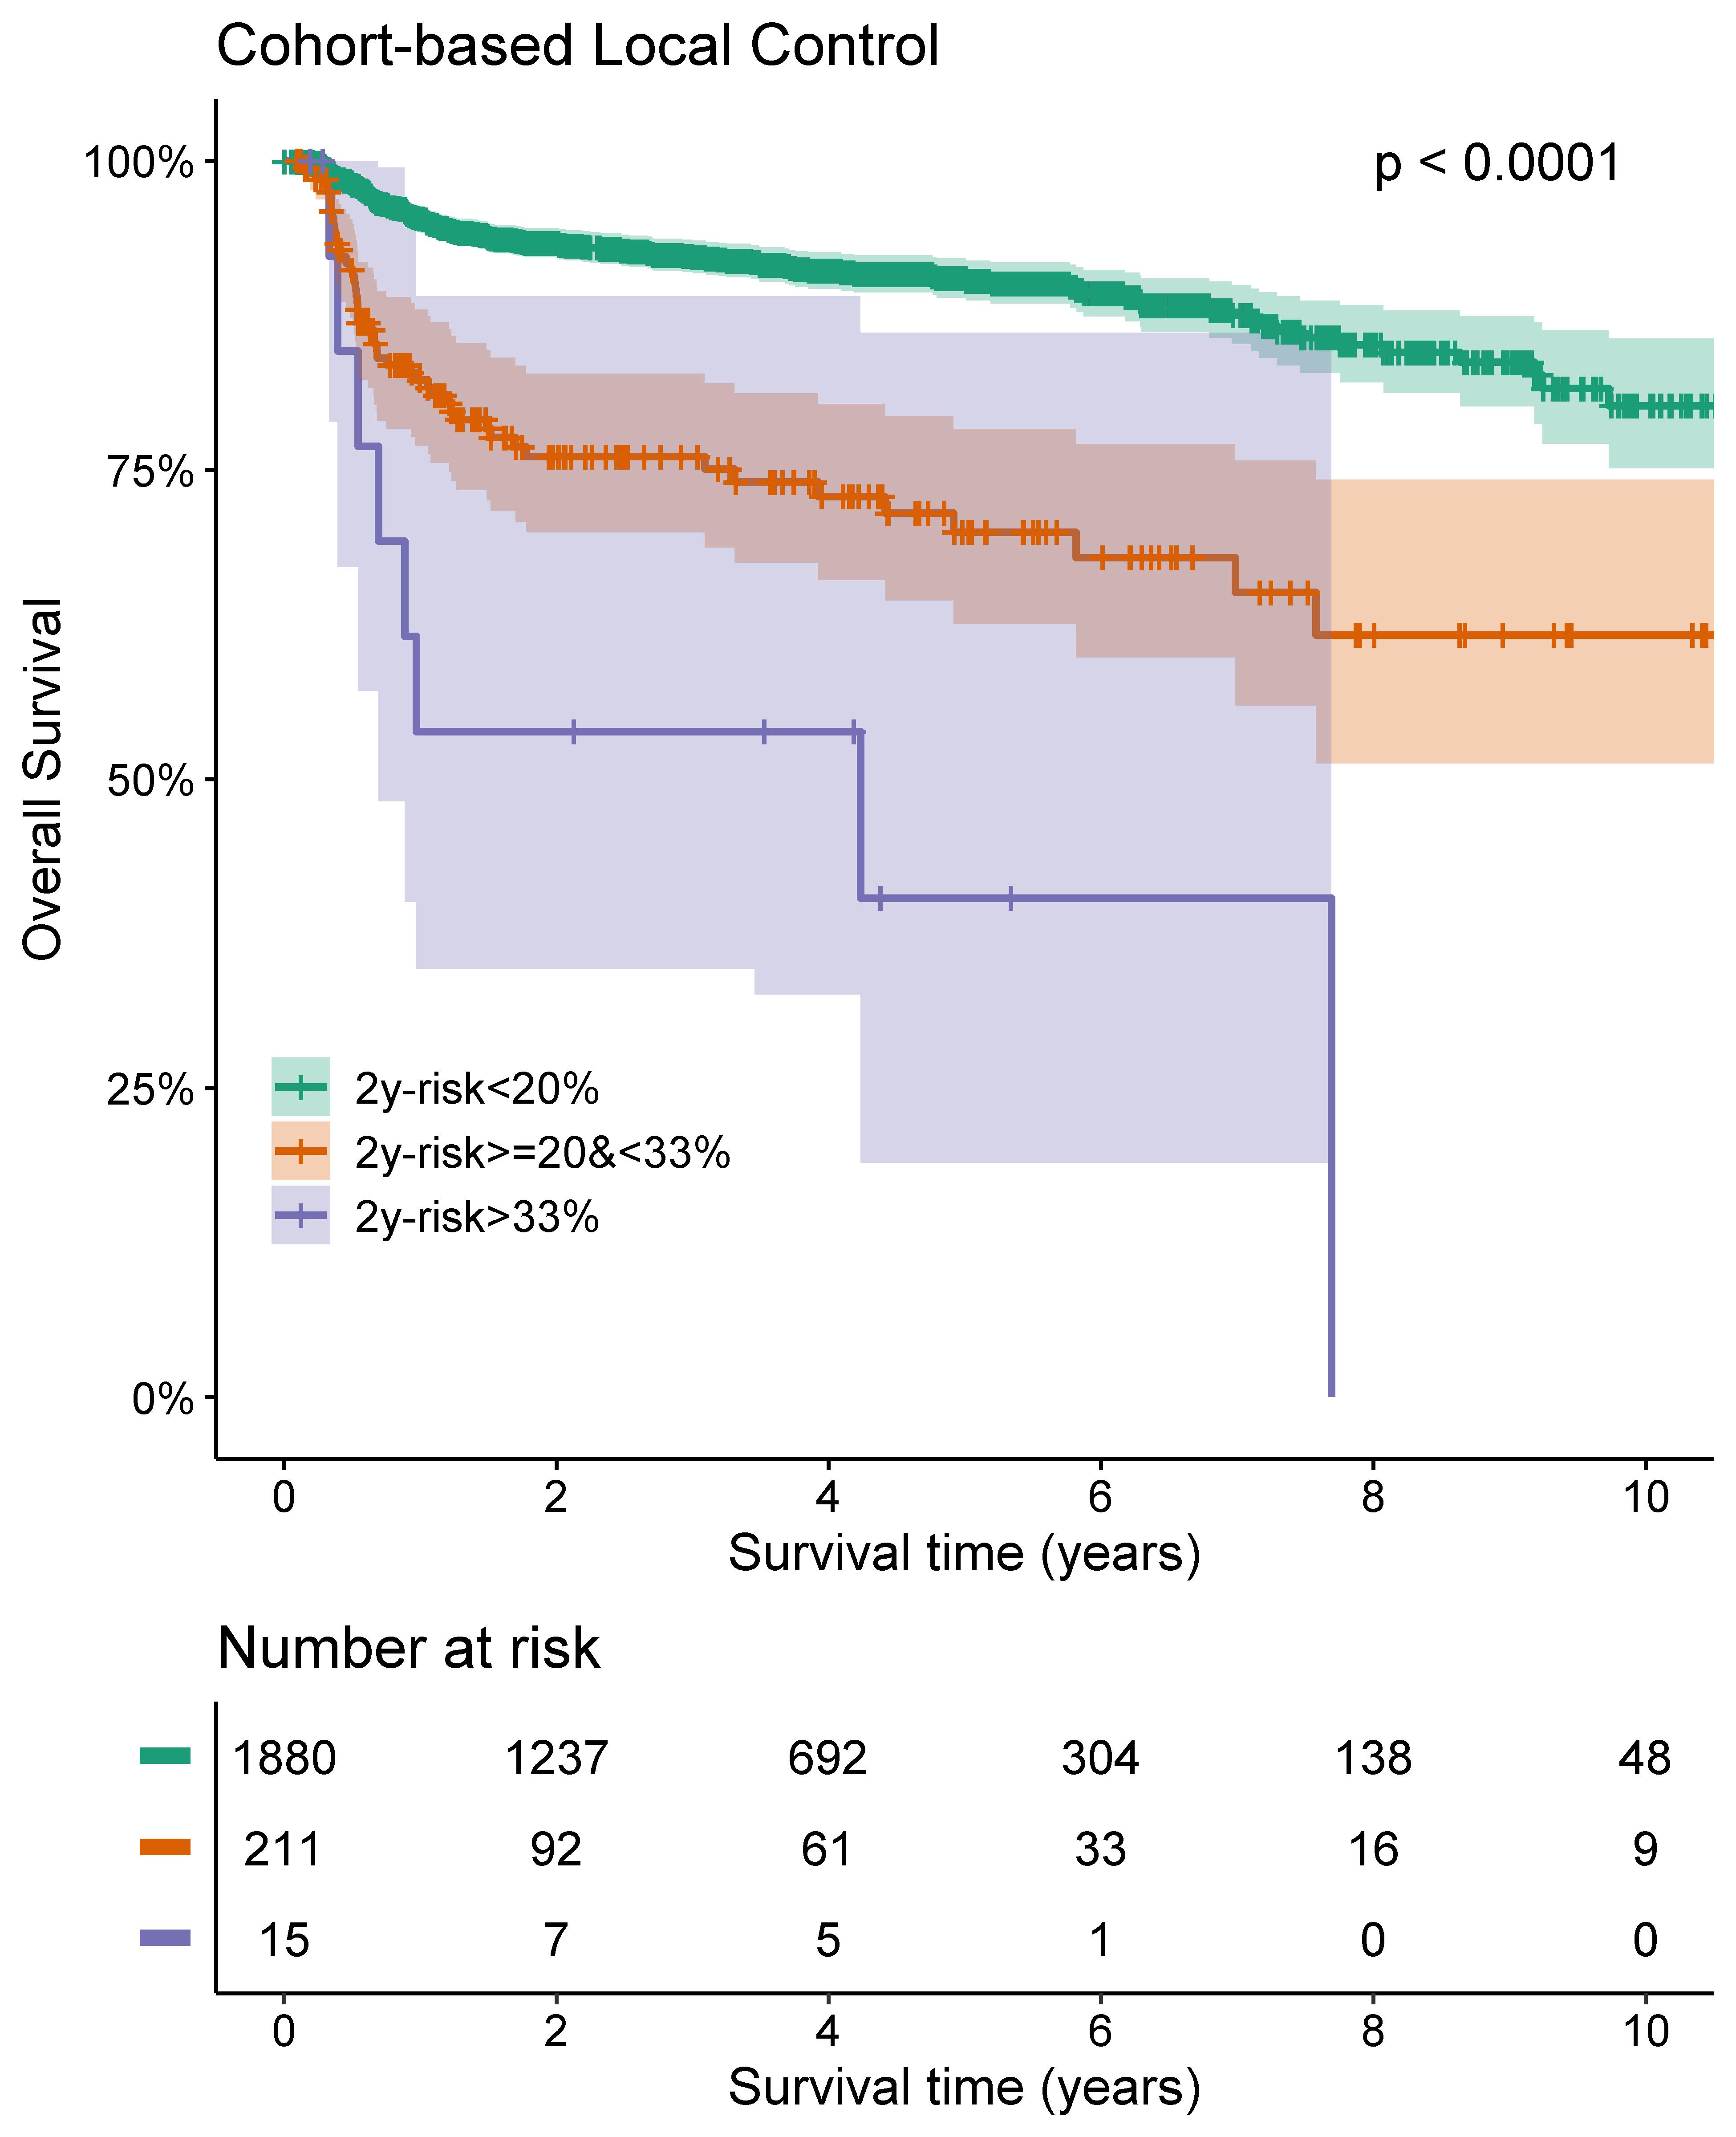 Cohort-based Local Control
p < 0.0001
100%
75%
50%
25%
0%
Overall Survival
2y-risk<20%
2y-risk>=20&<33%
2y-risk>33%
0 2 4 6 8 10
Survival time (years)
Number at risk
1880 1237 692 304 138 48
211 92 61 33 16 9
15 7 5 1 0 0
0 2 4 6 8 10
Survival time (years)